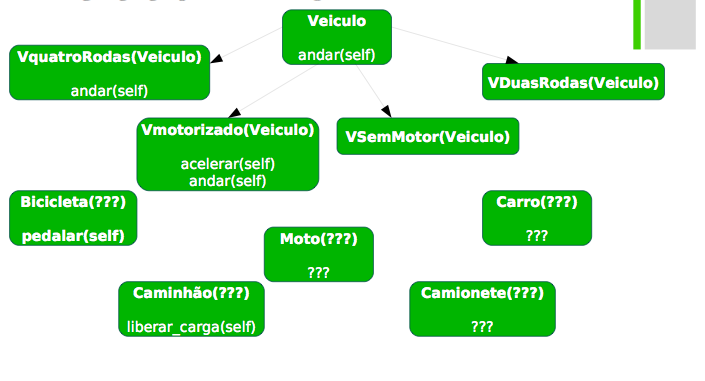 Veiculo
andar(self)
VquatroRodas(Veiculo)
andar(self)
VDuasRodas(Veiculo)
Vmotorizado(Veiculo)
acelerar(self)
andar(self)
VSemMotor(Veiculo)
Bicicleta(???)
pedalar(self)
Carro(???)
???
Moto(???)
???
Caminhão(???)
liberar_carga(self)
Camionete(???)
???